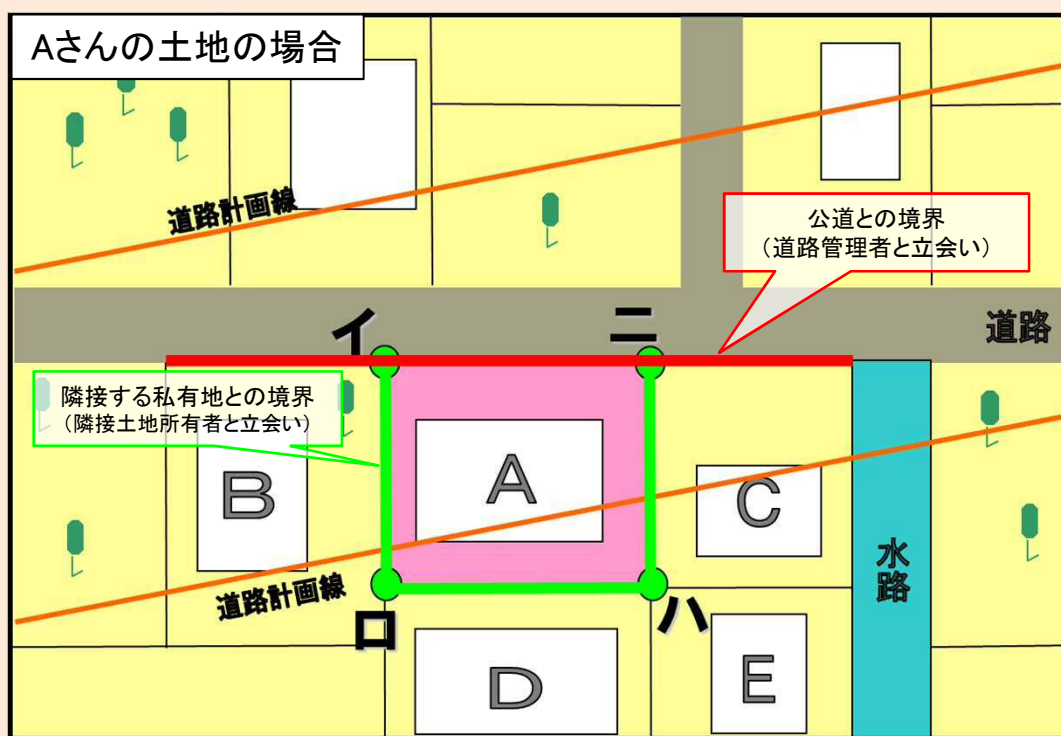 Aさんの土地の場合
道路計画線
公道との境界
（道路管理者と立会い）
イ
ニ
道路
隣接する私有地との境界
（隣接土地所有者と立会い）
A
B
C
水路
道路計画線
ロ
ハ
D
E